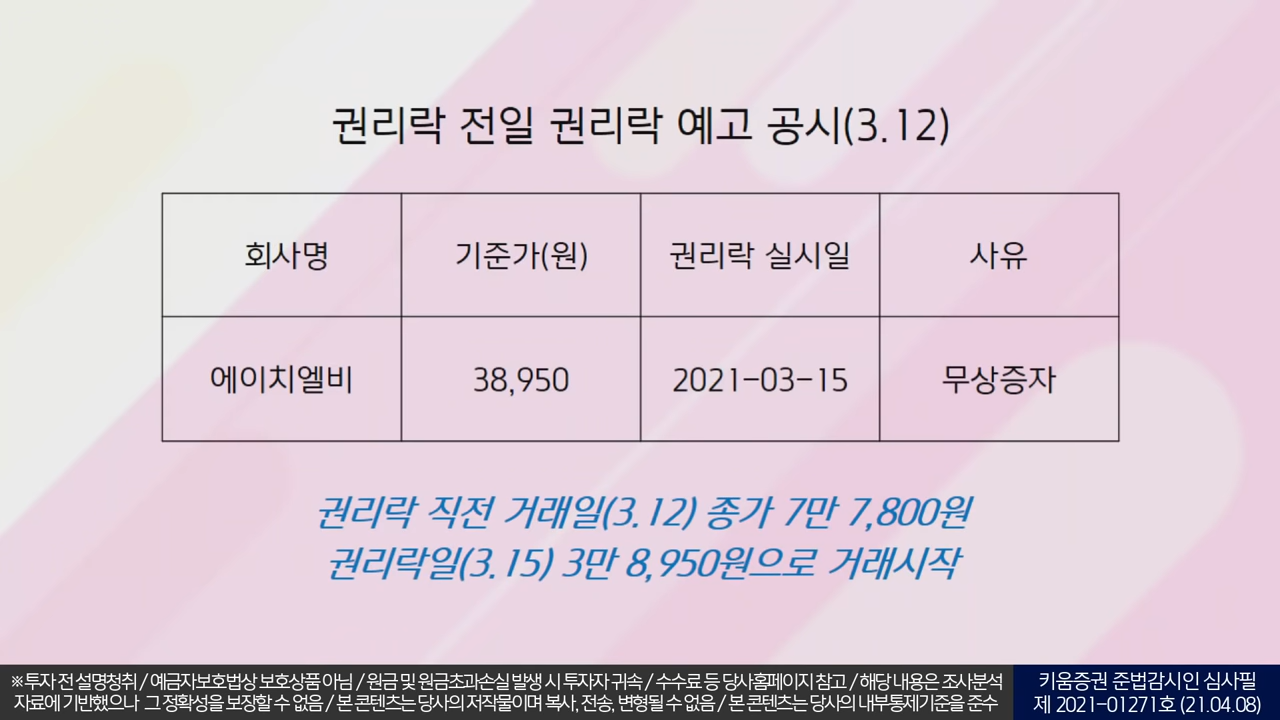 권리락 전일 권리락 예고 공시(3.12)
회사명 기준가(원) 권리락 실시일 사유
에이치엘비 38,950 2021-03-15 무상증자
권리락 직전 거래일(3.12) 종가 7만 7,800원
권리락일(3.15) 3만 8,950원으로 거래시작
※투자 전 설명청취 / 예금자보호법상 보호상품 아님 / 원금 및 원금초과손실 발생 시 투자자 귀속 / 수수료 등 당사홈페이지 참고 / 해당 내용은 조사분석
자료에 기반했으나 그 정확성을 보장할 수 없음 / 본 콘텐츠는 당사의 저작물이며 복사, 전송, 변형될 수 없음 / 본 콘텐츠는 당사의 내부통제기준을 준수
키움증권 준법감시인 심사필
제 2021-01271호 (21.04.08)